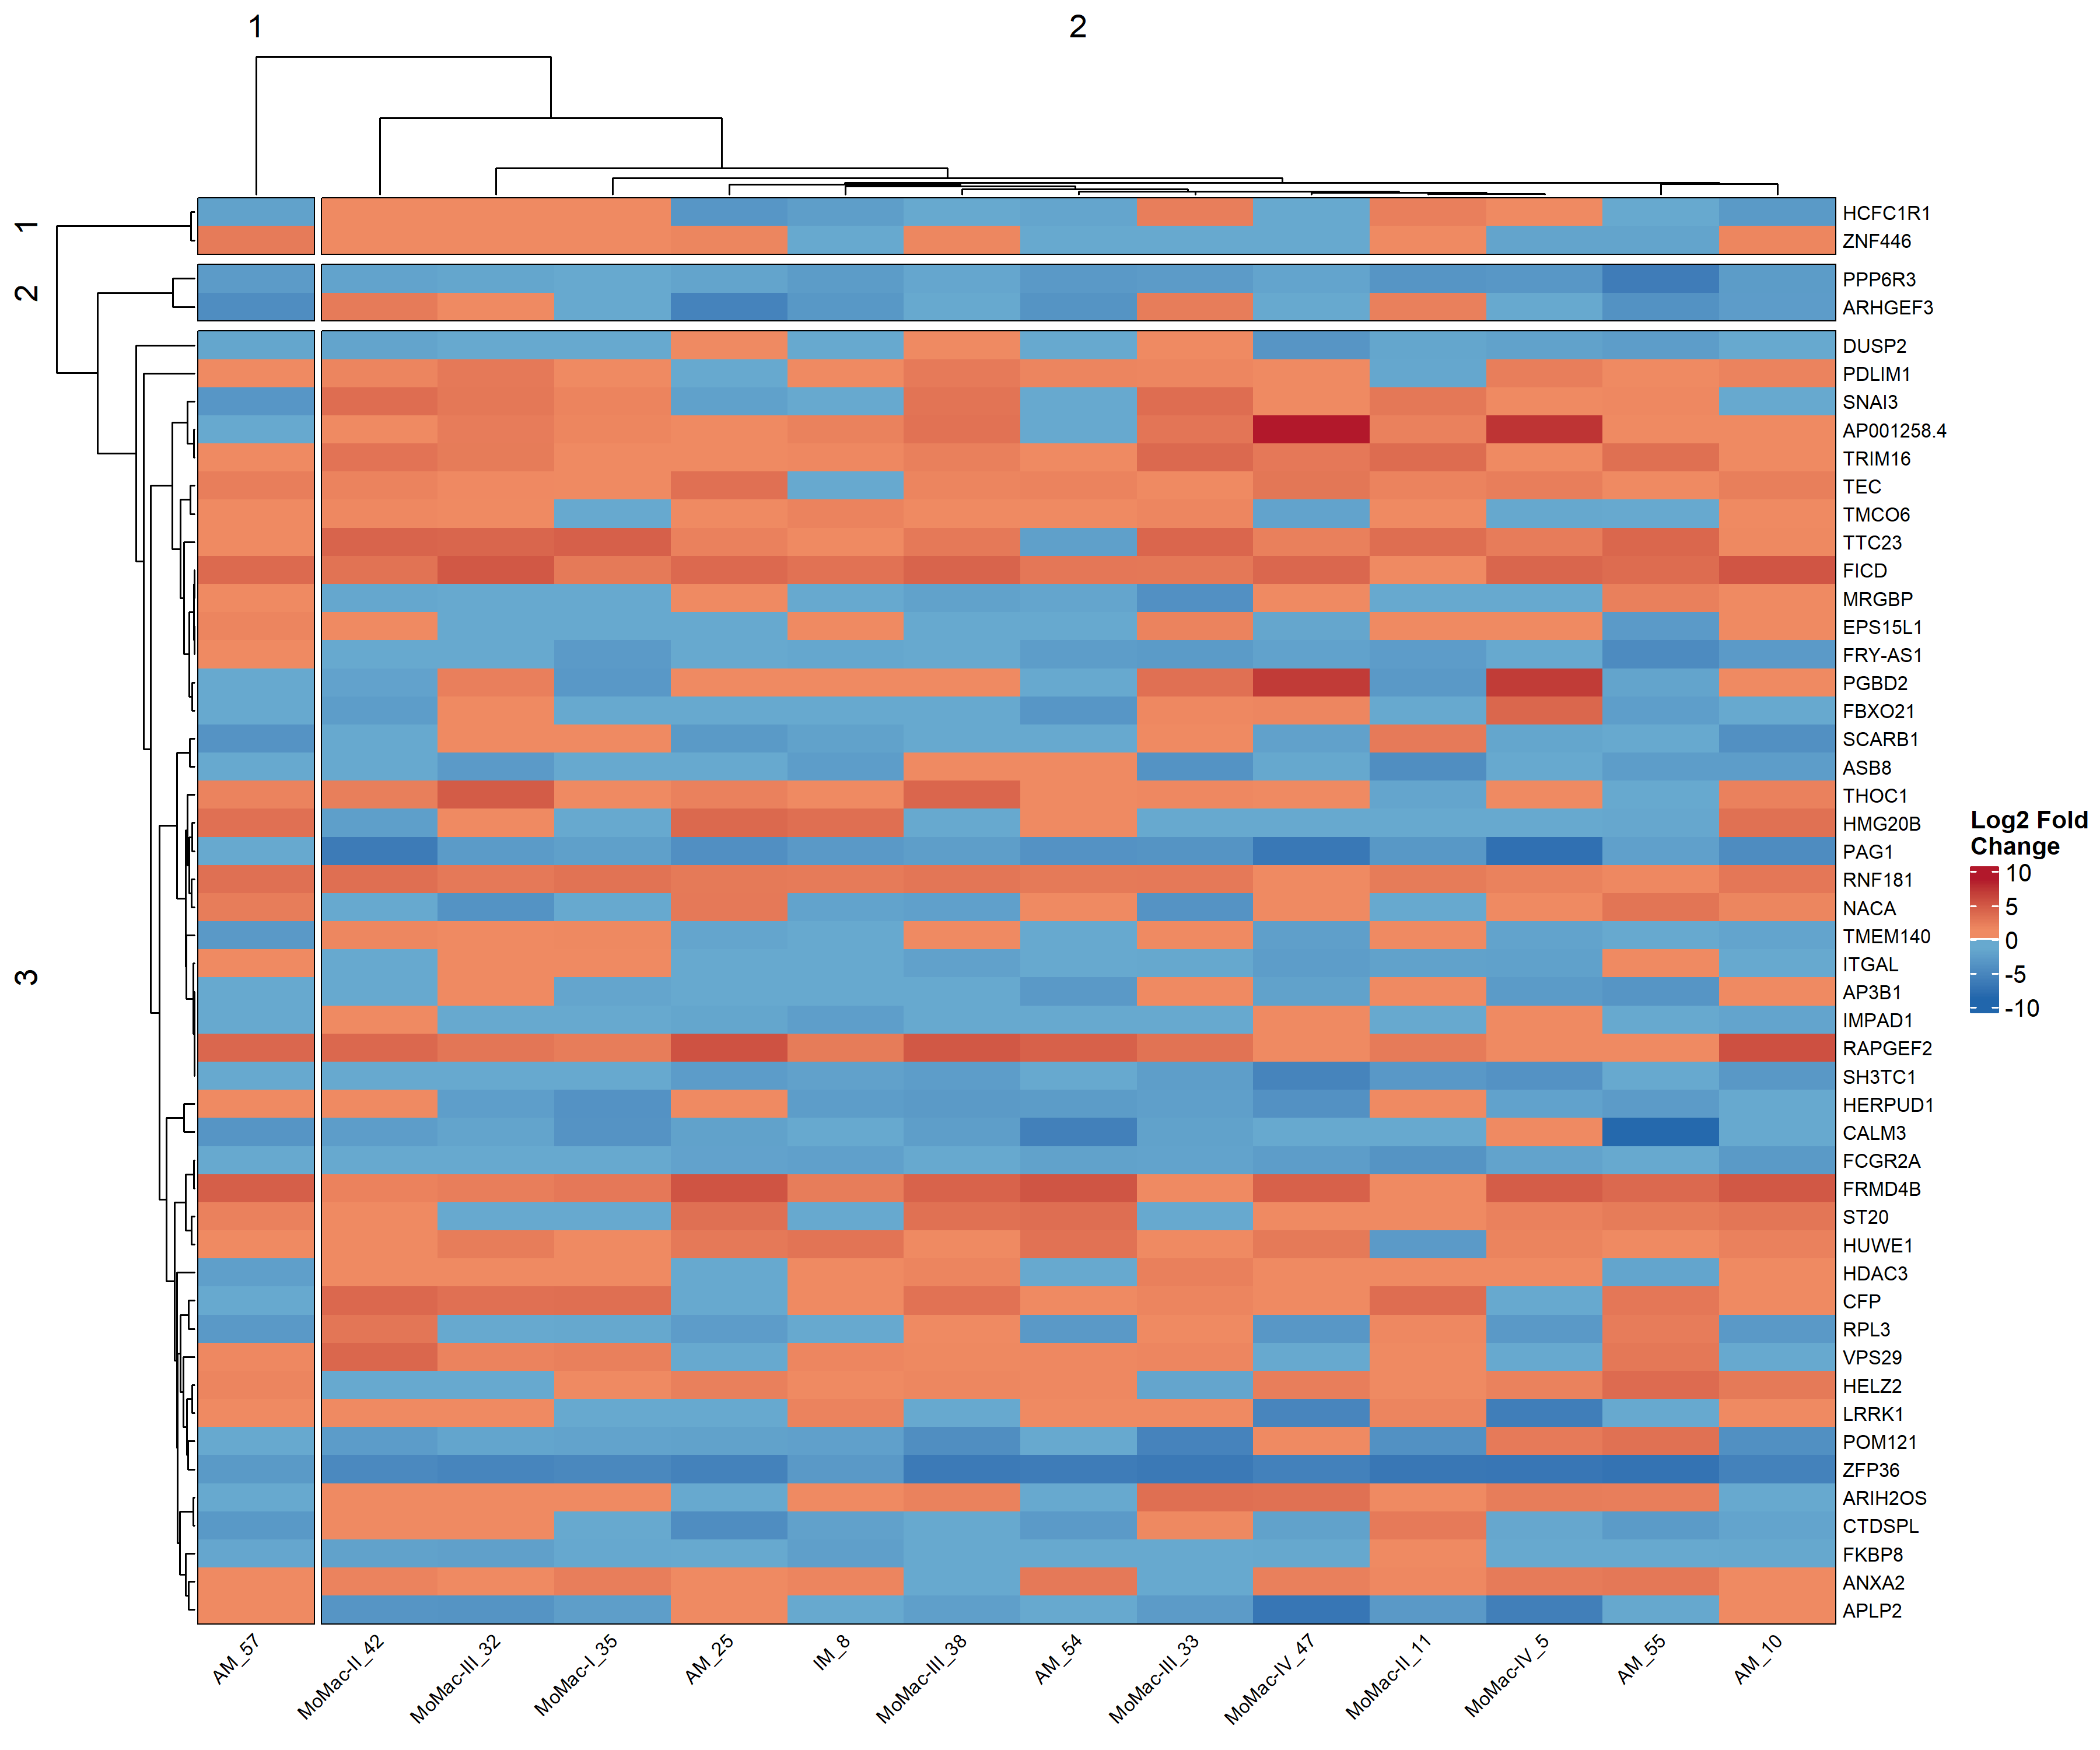 1
2
1
2
3
HCFC1R1
ZNF446
PPP6R3
ARHGEF3
DUSP2
PDLIM1
SNAI3
AP001258.4
TRIM16
TEC
TMCO6
TTC23
FICD
MRGBP
EPS15L1
FRY-AS1
PGBD2
FBXO21
SCARB1
ASB8
THOC1
HMG20B
PAG1
RNF181
NACA
TMEM140
ITGAL
AP3B1
IMPAD1
RAPGEF2
SH3TC1
HERPUD1
CALM3
FCGR2A
FRMD4B
ST20
HUWE1
HDAC3
CFP
RPL3
VPS29
HELZ2
LRRK1
POM121
ZFP36
ARIH2OS
CTDSPL
FKBP8
ANXA2
APLP2
AM_57
MoMac-II_42
MoMac-III_32
MoMac-I_35
AM_25
IM_8
MoMac-III_38
AM_54
MoMac-III_33
MoMac-IV_47
MoMac-II_11
MoMac-IV_5
AM_55
AM_10
Log2 Fold
Change
10
5
0
-5
-10